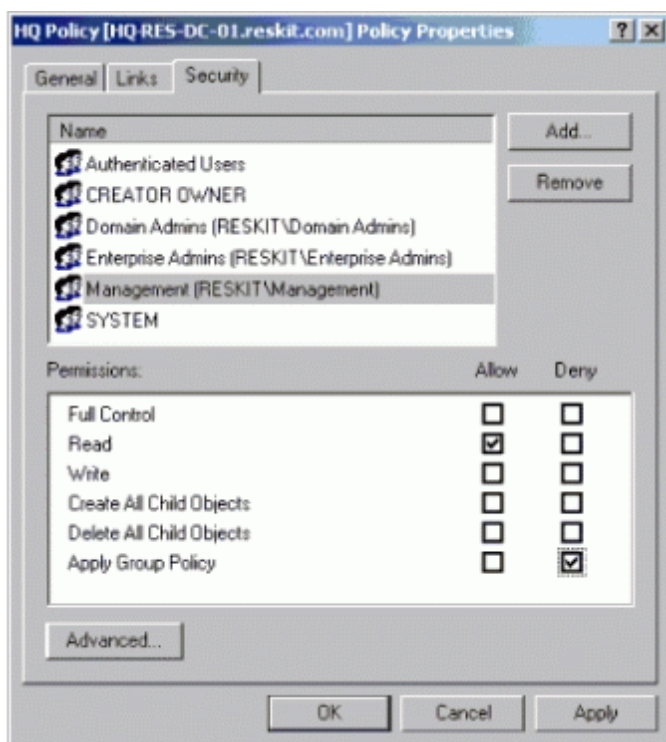 HQ Policy [HQ-RES-DC-01.reskit.com] Policy Properties
General Links Security
Name
Add...
Authenticated Users
CREATOR OWNER
Remove
Domain Admins (RESKIT\Domain Admins)
Enterprise Admins (RESKIT\Enterprise Admins)
Management (RESKIT\Management)
SYSTEM
Permissions: Allow Deny
Full Control
Read
Write
Create All Child Objects
Delete All Child Objects
Apply Group Policy
Advanced...
OK Cancel Apply